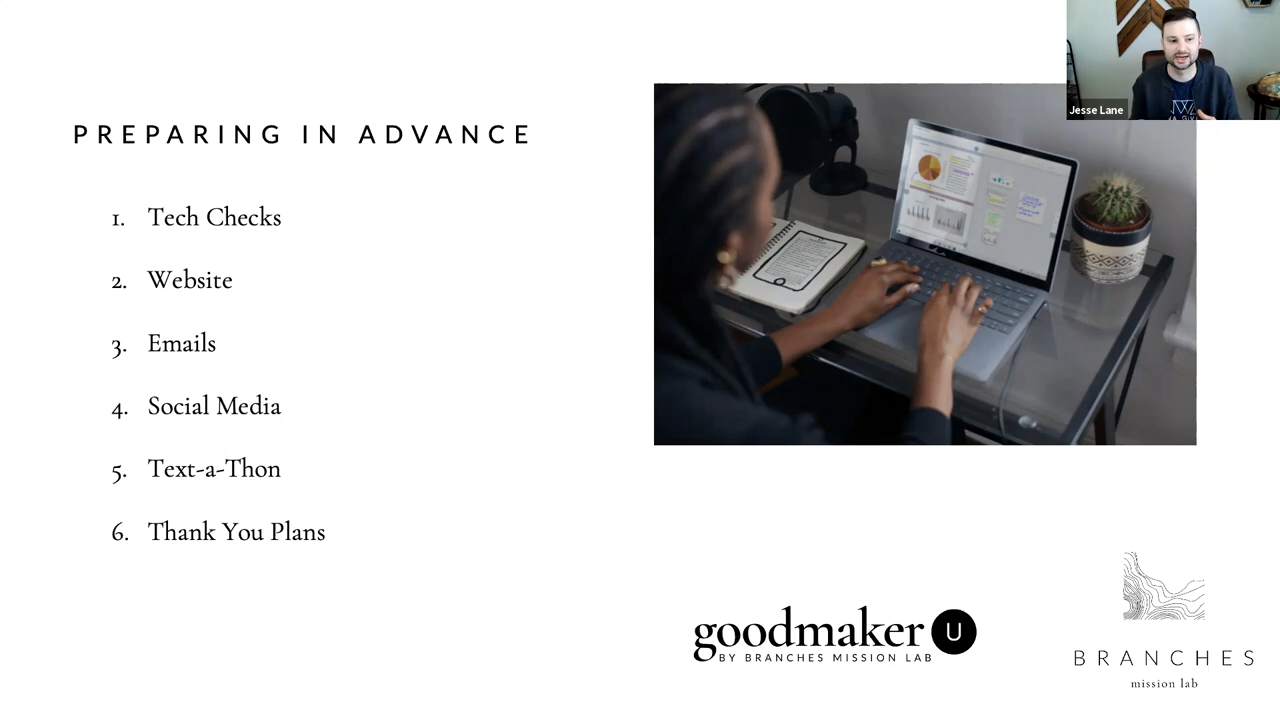 Jesse Lane
PREPARING IN ADVANCE
1. Tech Checks
2. Website
3. Emails
4. Social Media
5. Text-a-Thon
6. Thank You Plans
goodmaker U
BY BRANCHES MISSION LAB
BRANCHES
mission lab